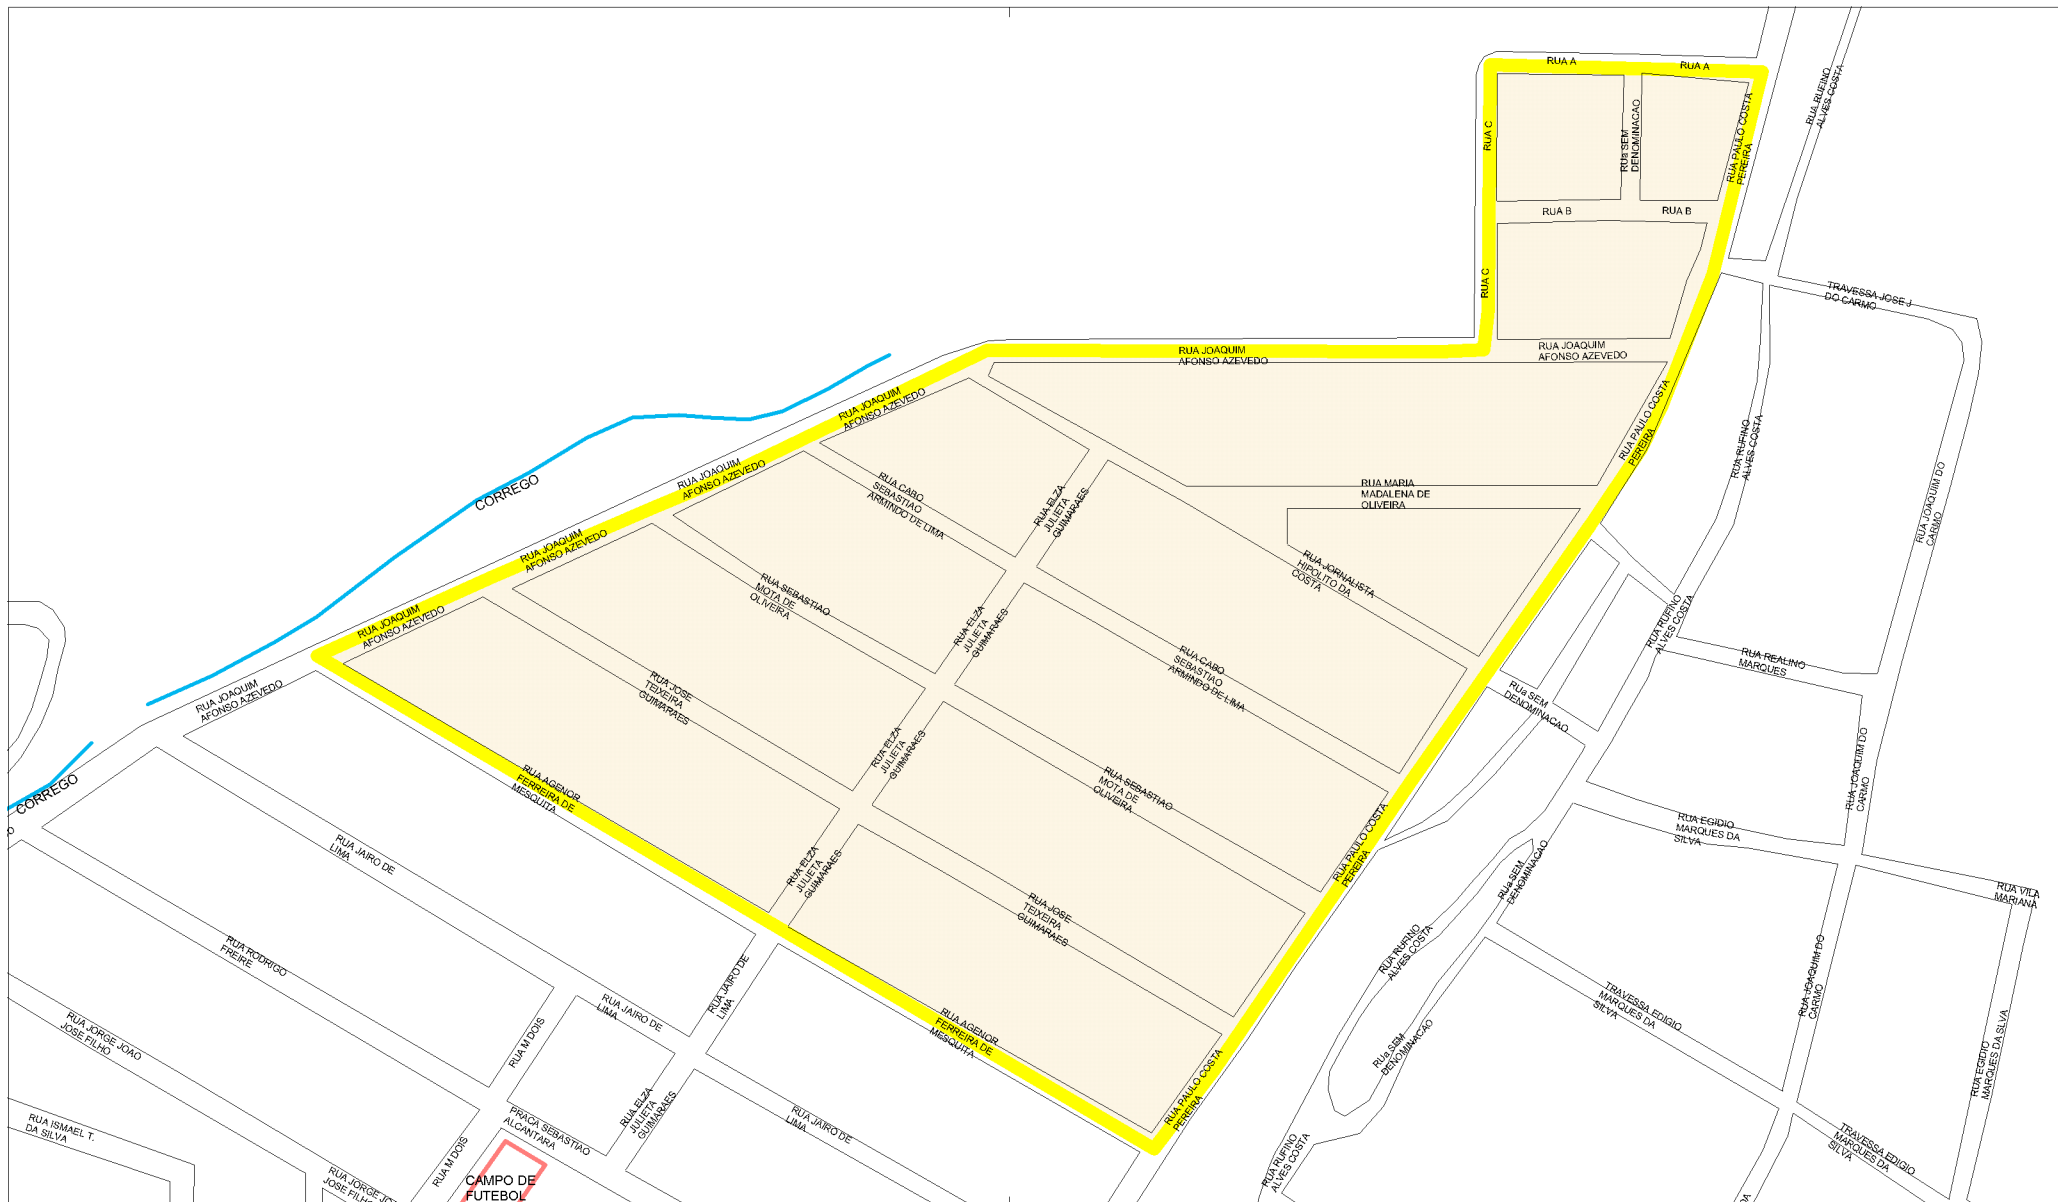 RUA A
RUA A
RUA RUFINO
ALVES COSTA
RUA C
RUa SEM
DENOMINACAO
RUA PAULO COSTA
PEREIRA
RUA B
RUA B
RUA C
TRAVESSA JOSE J
DO CARMO
RUA JOAQUIM
AFONSO AZEVEDO
RUA JOAQUIM
AFONSO AZEVEDO
RUA JOAQUIM
AFONSO AZEVEDO
RUA PAULO COSTA
PEREIRA
RUA RUFINO
ALVES COSTA
RUA JOAQUIM
AFONSO AZEVEDO
CORREGO
RUA CABO
SEBASTIAO
ARMINDO DE LIMA
RUA ELZA
JULIETA
GUIMARAES
RUA MARIA
MADALENA DE
OLIVEIRA
RUA JOAQUIM DO
CARMO
RUA JOAQUIM
AFONSO AZEVEDO
RUA SEBASTIAO
MOTA DE
OLIVEIRA
RUA JORNALISTA
HIPOLITO DA
COSTA
RUA JOAQUIM
AFONSO AZEVEDO
RUA ELZA
JULIETA
GUIMARAES
RUA RUFINO
ALVES COSTA
RUA CABO
SEBASTIAO
ARMINDO DE LIMA
RUA REALINO
MARQUES
RUA JOAQUIM
AFONSO AZEVEDO
RUA JOSE
TEIXEIRA
GUIMARAES
RUa SEM
DENOMINACAO
RUA ELZA
JULIETA
GUIMARAES
RUA JOAQUIM DO
CARMO
CORREGO
O
RUA AGENOR
FERREIRA DE
MESQUITA
RUA SEBASTIAO
MOTA DE
OLIVEIRA
RUA PAULO COSTA
PEREIRA
RUA EGIDIO
MARQUES DA
SILVA
RUA JAIRO DE
LIMA
RUA ELZA
JULIETA
GUIMARAES
RUa SEM
DENOMINACAO
RUA VILA
MARIANA
RUA JOSE
TEIXEIRA
GUIMARAES
RUA RODRIGO
FREIRE
RUA RUFINO
ALVES COSTA
RUA JAIRO DE
LIMA
RUA JAIRO DE
LIMA
RUA JOAQUIM DO
CARMO
TRAVESSA EDIGIO
MARQUES DA
SILVA
RUA JORGE JOAO
JOSE FILHO
RUA M DOIS
RUA AGENOR
FERREIRA DE
MESQUITA
RUa SEM
DENOMINACAO
RUA EGIDIO
MARQUES DA SLVA
RUA PAULO COSTA
PEREIRA
RUA ISMAEL T.
DA SILVA
PRACA SEBASTIAO
ALCANTARA
RUA ELZA
JULIETA
GUIMARAES
RUA JAIRO DE
LIMA
TRAVESSA EDIGIO
MARQUES DA
SILVA
RUA M DOIS
RUA RUFINO
ALVES COSTA
RUA JORGE JO
JOSE FILHO
CAMPO DE
FUTEBOL
DA